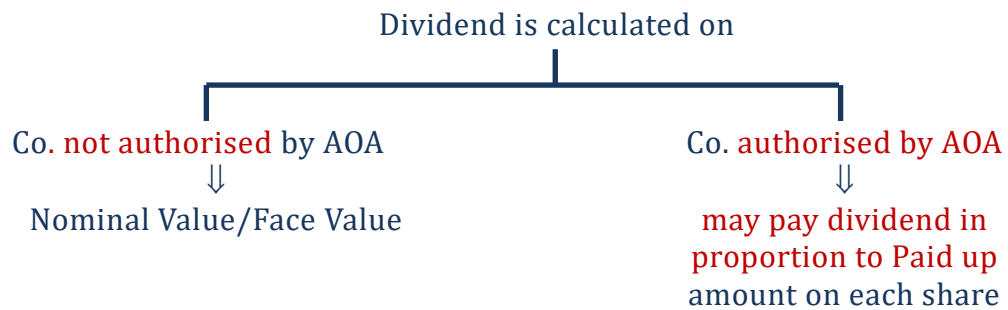 Dividend is calculated on
Co. not authorised by AOA
⇓
Nominal Value/Face Value
Co. authorised by AOA
⇓
may pay dividend in
proportion to Paid up
amount on each share